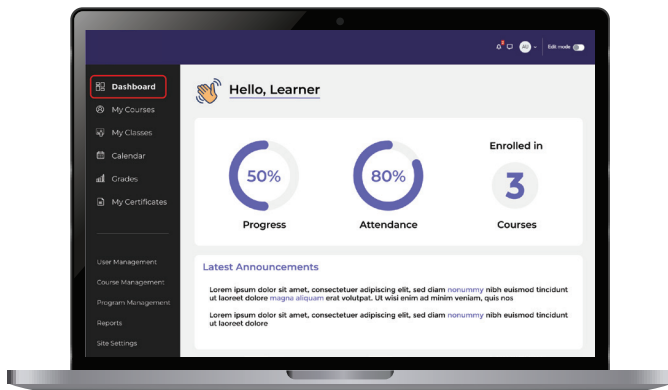 AU
Edit mode
Dashboard
My Courses
My Classes
Calendar
Grades
My Certificates
User Management
Course Management
Program Management
Reports
Site Settings
Hello, Learner
50%
Progress
80%
Attendance
Enrolled in
3
Courses
Latest Announcements
Lorem ipsum dolor sit amet, consectetuer adipiscing elit, sed diam nonummy nibh euismod tincidunt
ut laoreet dolore magna aliquam erat volutpat. Ut wisi enim ad minim veniam, quis nos
Lorem ipsum dolor sit amet, consectetuer adipiscing elit, sed diam nonummy nibh euismod tincidunt
ut laoreet dolore